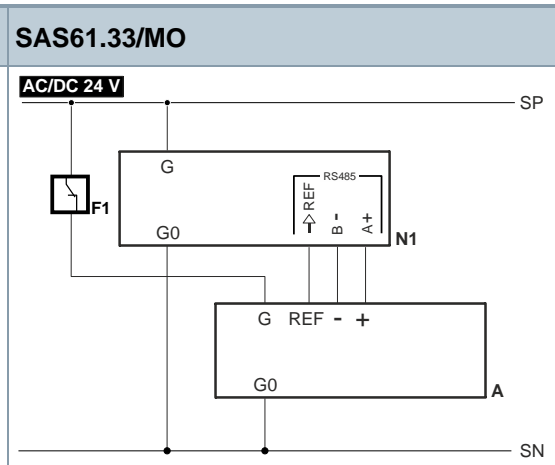 SAS61.33/MO
AC/DC 24 V
SP
G
RS485
REF
B -
A+
F1
G0
N1
G REF - +
G0
A
SN